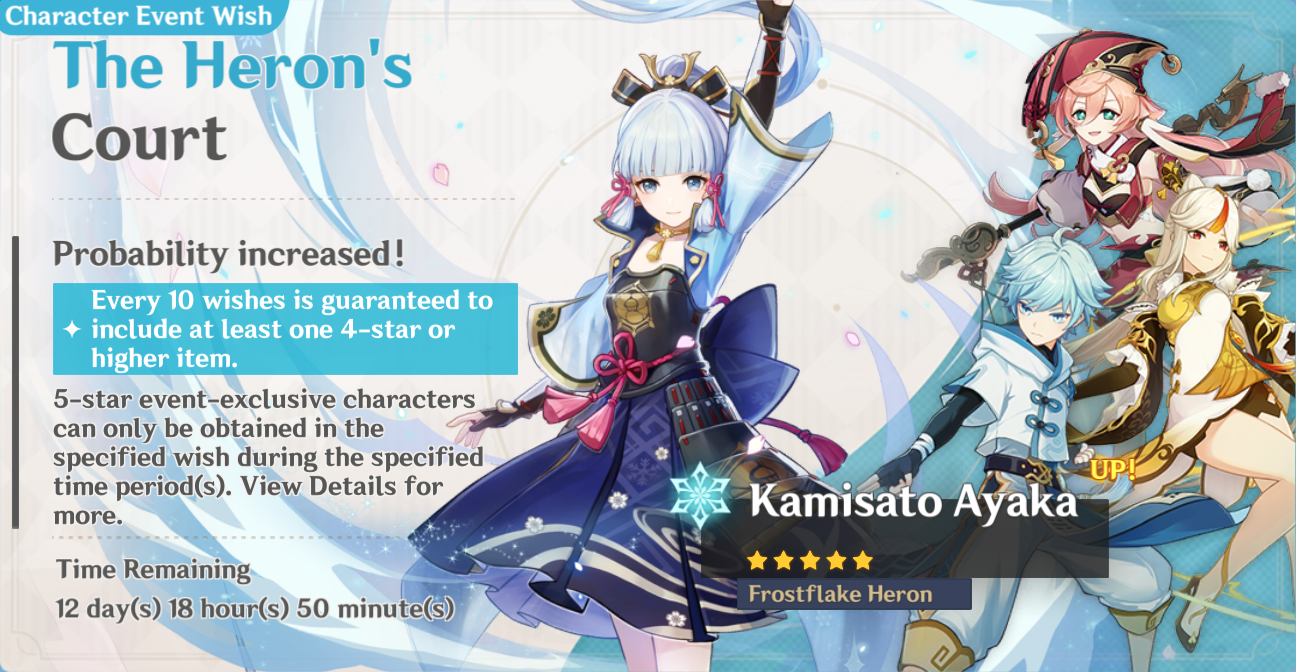 Character Event Wish
The Heron's
Court
Probability increased!
Every 10 wishes is guaranteed to
include at least one 4-star or
higher item.
5-star event-exclusive characters
can only be obtained in the
specified wish during the specified
time period(s). View Details for
more.
Time Remaining
12 day(s) 18 hour(s) 50 minute(s)
UP!
Kamisato Ayaka
Frostflake Heron